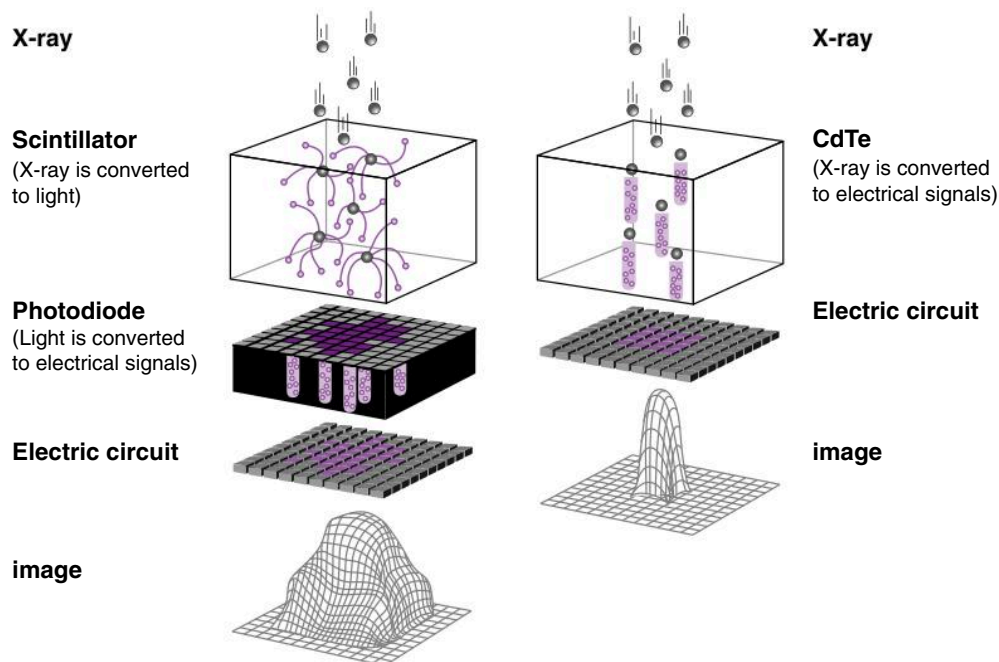 X-ray
Scintillator
(X-ray is converted
to light)
Photodiode
(Light is converted
to electrical signals)
Electric circuit
image
X-ray
CdTe
(X-ray is converted
to electrical signals)
Electric circuit
image